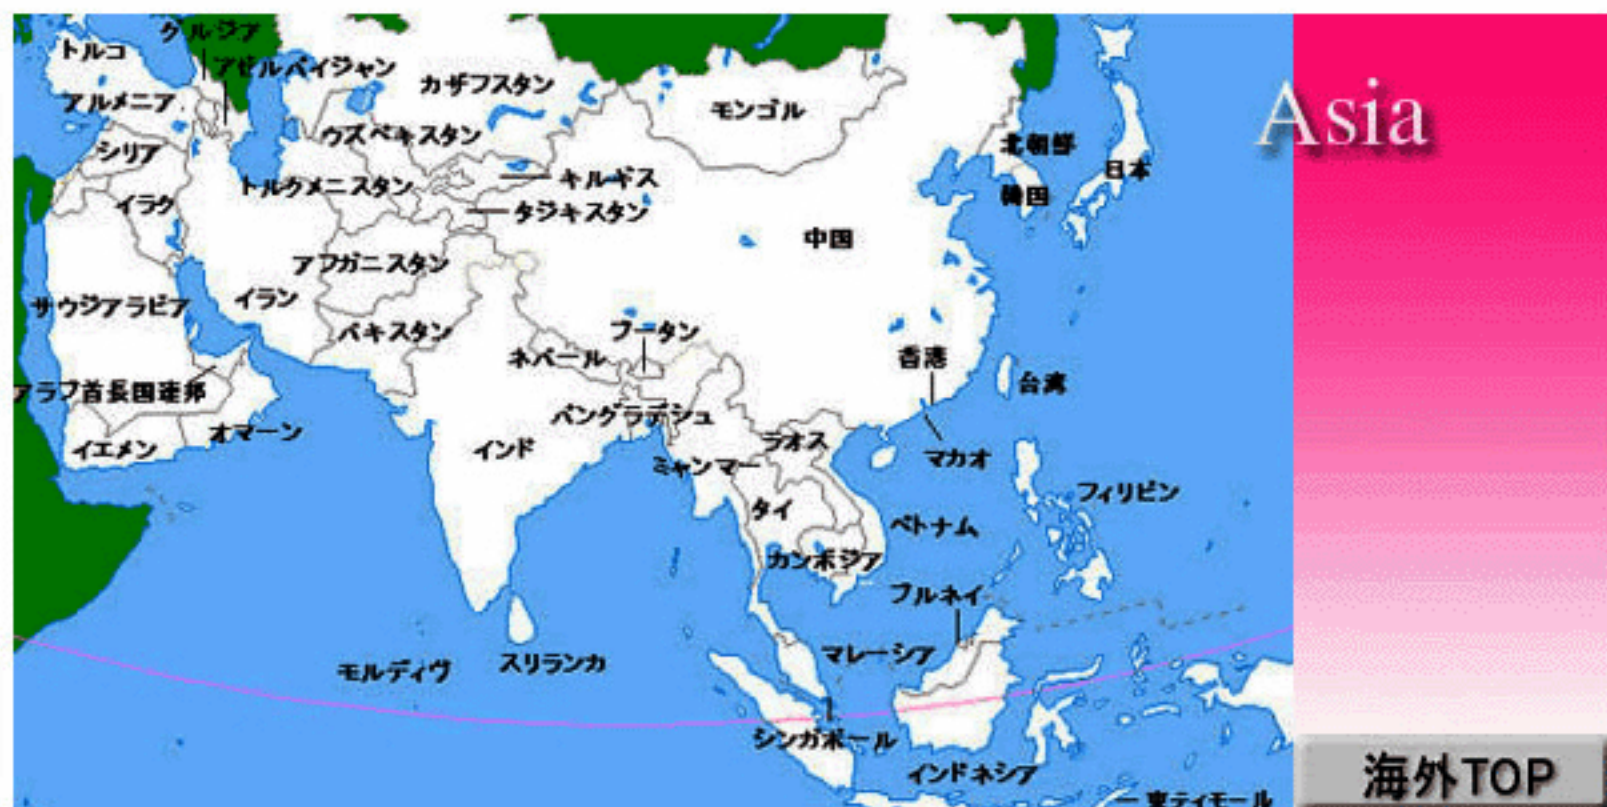 グルジア
トルコ
アゼルバイジャン
カザフスタン
アルメニア
モンゴル
Asia
ウズベキスタン
北朝鮮
シリア
日本
キルギス
トルクメニスタン
韓国
イラク
タジキスタン
中国
アフガニスタン
イラン
サウジアラビア
パキスタン
ブータン
ネパール
香港
台湾
アラブ首長国連邦
バングラデシュ
オマーン
イエメン
インド
ラオス
マカオ
ミャンマー
フィリピン
タイ
ベトナム
カンボジア
ブルネイ
マレーシア
スリランカ
モルディヴ
シンガポール
インドネシア
海外TOP
東ティモール